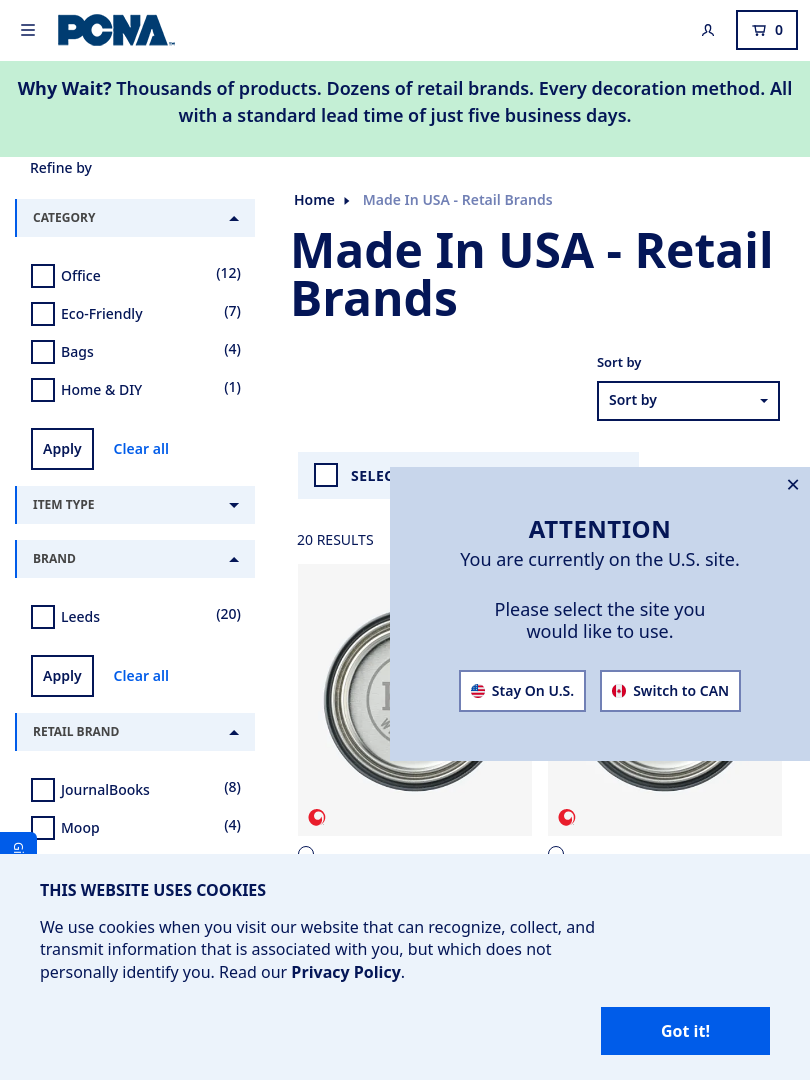 PCNA
0
Why Wait? Thousands of products. Dozens of retail brands. Every decoration method. All
with a standard lead time of just five business days.
Refine by
CATEGORY
Office (12)
Eco-Friendly (7)
Bags (4)
Home & DIY (1)
Apply Clear all
ITEM TYPE
BRAND
Leeds (20)
Apply Clear all
RETAIL BRAND
JournalBooks (8)
Moop (4)
Home Made In USA - Retail Brands
Made In USA - Retail
Brands
Sort by
Sort by
20 RESULTS
ATTENTION
You are currently on the U.S. site.
Please select the site you
would like to use.
Stay On U.S. Switch to CAN
THIS WEBSITE USES COOKIES
We use cookies when you visit our website that can recognize, collect, and
transmit information that is associated with you, but which does not
personally identify you. Read our Privacy Policy.
Got it!